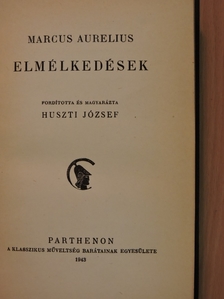 MARCUS AURELIUS
ELMÉLKEDÉSEK
FORDÍTOTTA ÉS MAGYARÁZTA
HUSZTI JÓZSEF
PARTHENON
A KLASSZIKUS MŰVELTSÉG BARÁTAINAK EGYESÜLETE
1943